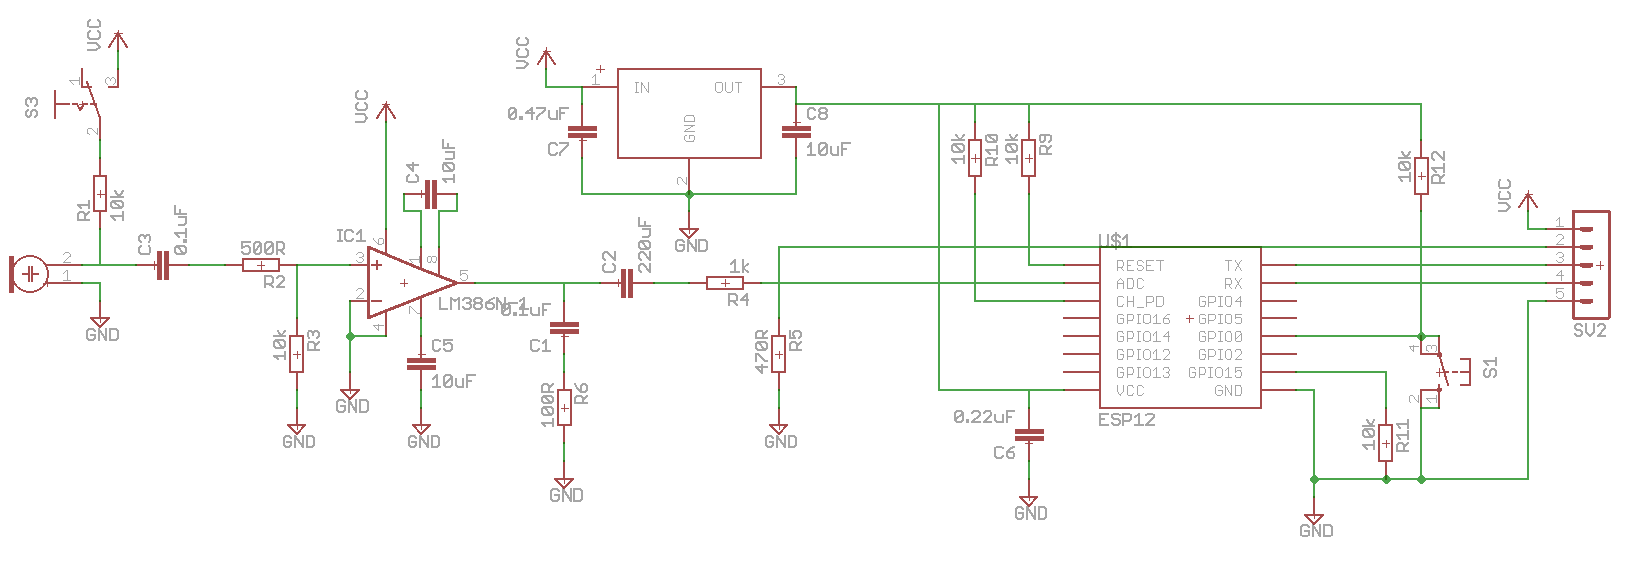 VCC
1
3
S3
2
R1
10k
2
1
GND
C3
0.1uF
500R
R2
10k
R3
GND
VCC
C4
10uF
IC1
6
1
8
3
2
5
4
7
LM386N-1
GND
C5
10uF
GND
0.1uF
C1
100R
R6
GND
C2
220uF
1k
R4
VCC
1
+
IN
OUT
3
GND
2
0.47uF
C7
C8
10uF
GND
470R
R5
GND
10k
R10
10k
R9
U$1
RESET
TX
ADC
RX
CH_PD
GPIO4
GPIO16
GPIO5
GPIO14
GPIO0
GPIO12
GPIO2
GPIO13
GPIO15
VCC
GND
ESP12
0.22uF
C6
GND
10k
R12
4
3
S1
2
1
10k
R11
GND
VCC
1
2
3
4
5
SV2